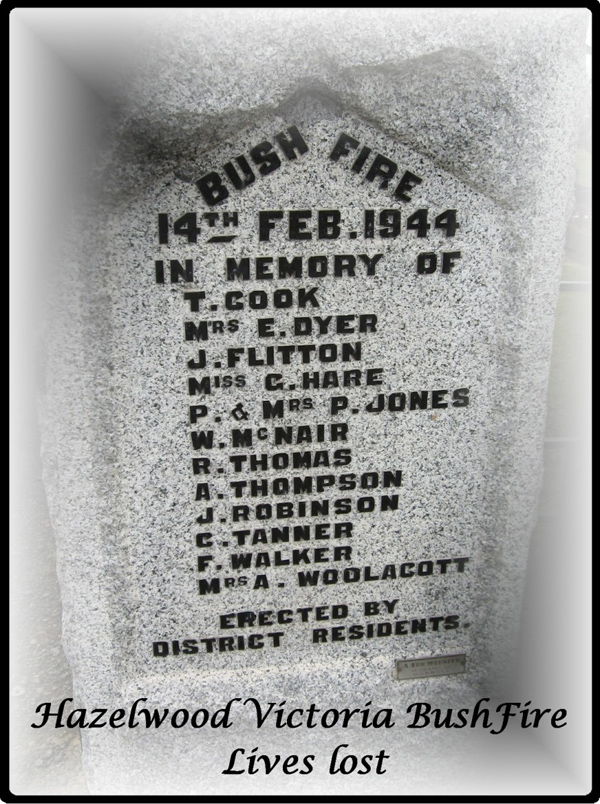 BUSH FIRE
14TH FEB. 1944
IN MEMORY OF
T. COOK
MRS E. DYER
J. FLITTON
MISS G. HARE
P. & MRS P. JONES
W. McNAIR
R. THOMAS
A. THOMPSON
J. ROBINSON
C. TANNER
F. WALKER
MRS A. WOOLACOTT
ERECTED BY
DISTRICT RESIDENTS.
Hazelwood Victoria BushFire
Lives lost